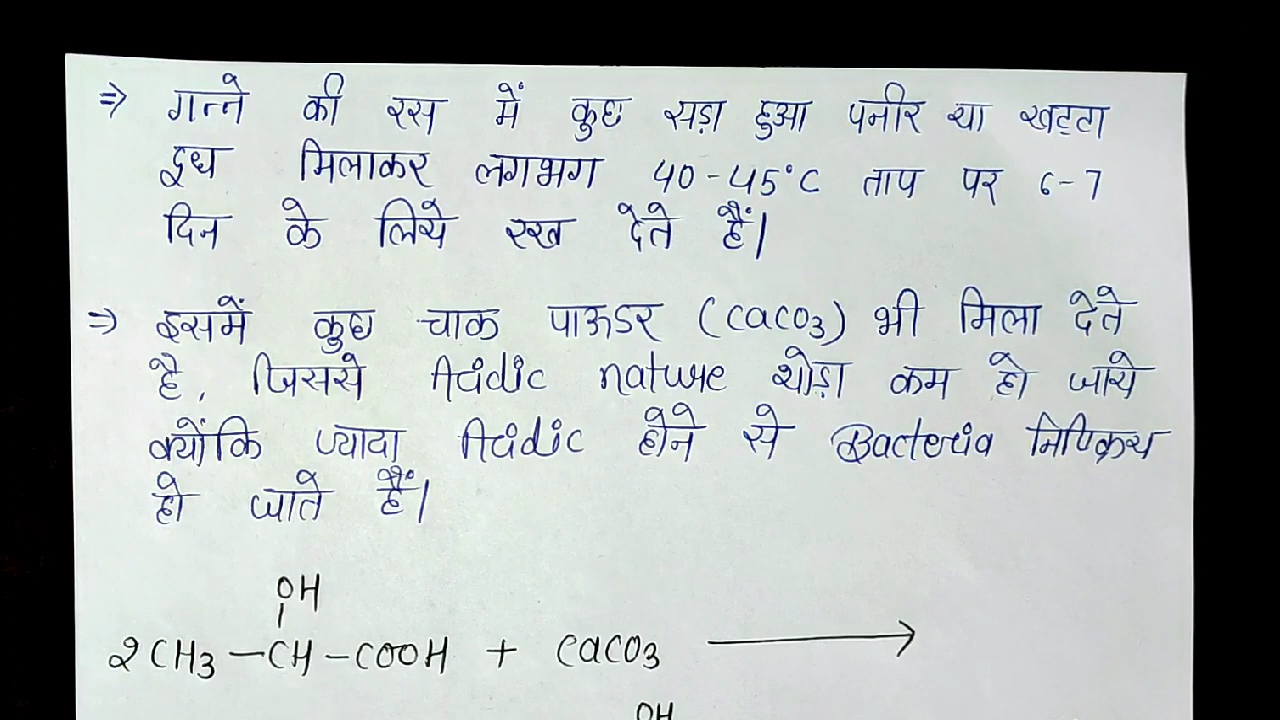 ⇒ गन्ने की रस में कुछ सड़ा हुआ पनीर या खट्टा
दूध मिलाकर लगभग 40-45°C ताप पर 6-7
दिन के लिये रख देते हैं।
⇒ इसमें कुछ चाक पाऊडर (CaCO3) भी मिला देते
है, जिससे Acidic nature थोड़ा कम हो जाये
क्योंकि ज्यादा Acidic होने से Bacteria निष्क्रिय
हो जाते हैं।
OH
2CH3 — CH — COOH + CaCO3 ⟶
OH